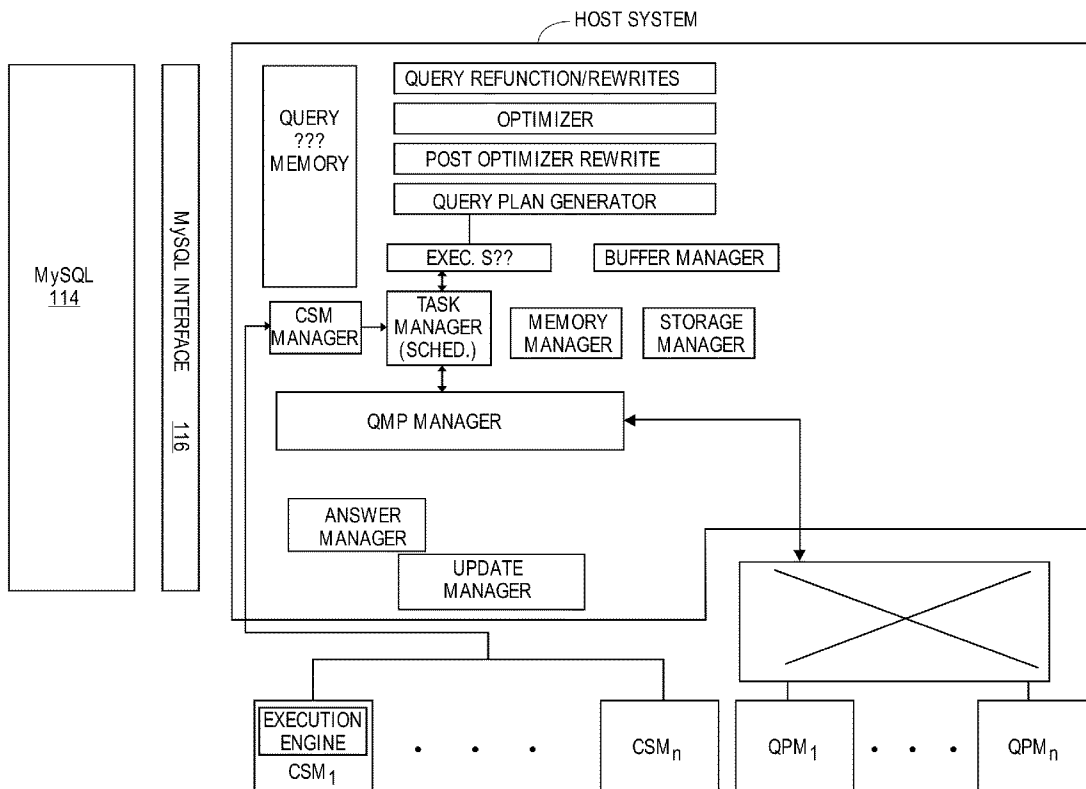 HOST SYSTEM
MySQL
114
MySQL INTERFACE 116
QUERY
???
MEMORY
QUERY REFUNCTION/REWRITES
OPTIMIZER
POST OPTIMIZER REWRITE
QUERY PLAN GENERATOR
EXEC. S??
BUFFER MANAGER
CSM
MANAGER
TASK
MANAGER
(SCHED.)
MEMORY
MANAGER
STORAGE
MANAGER
QMP MANAGER
ANSWER
MANAGER
UPDATE
MANAGER
EXECUTION
ENGINE
CSM1
CSMn
QPM1
QPMn